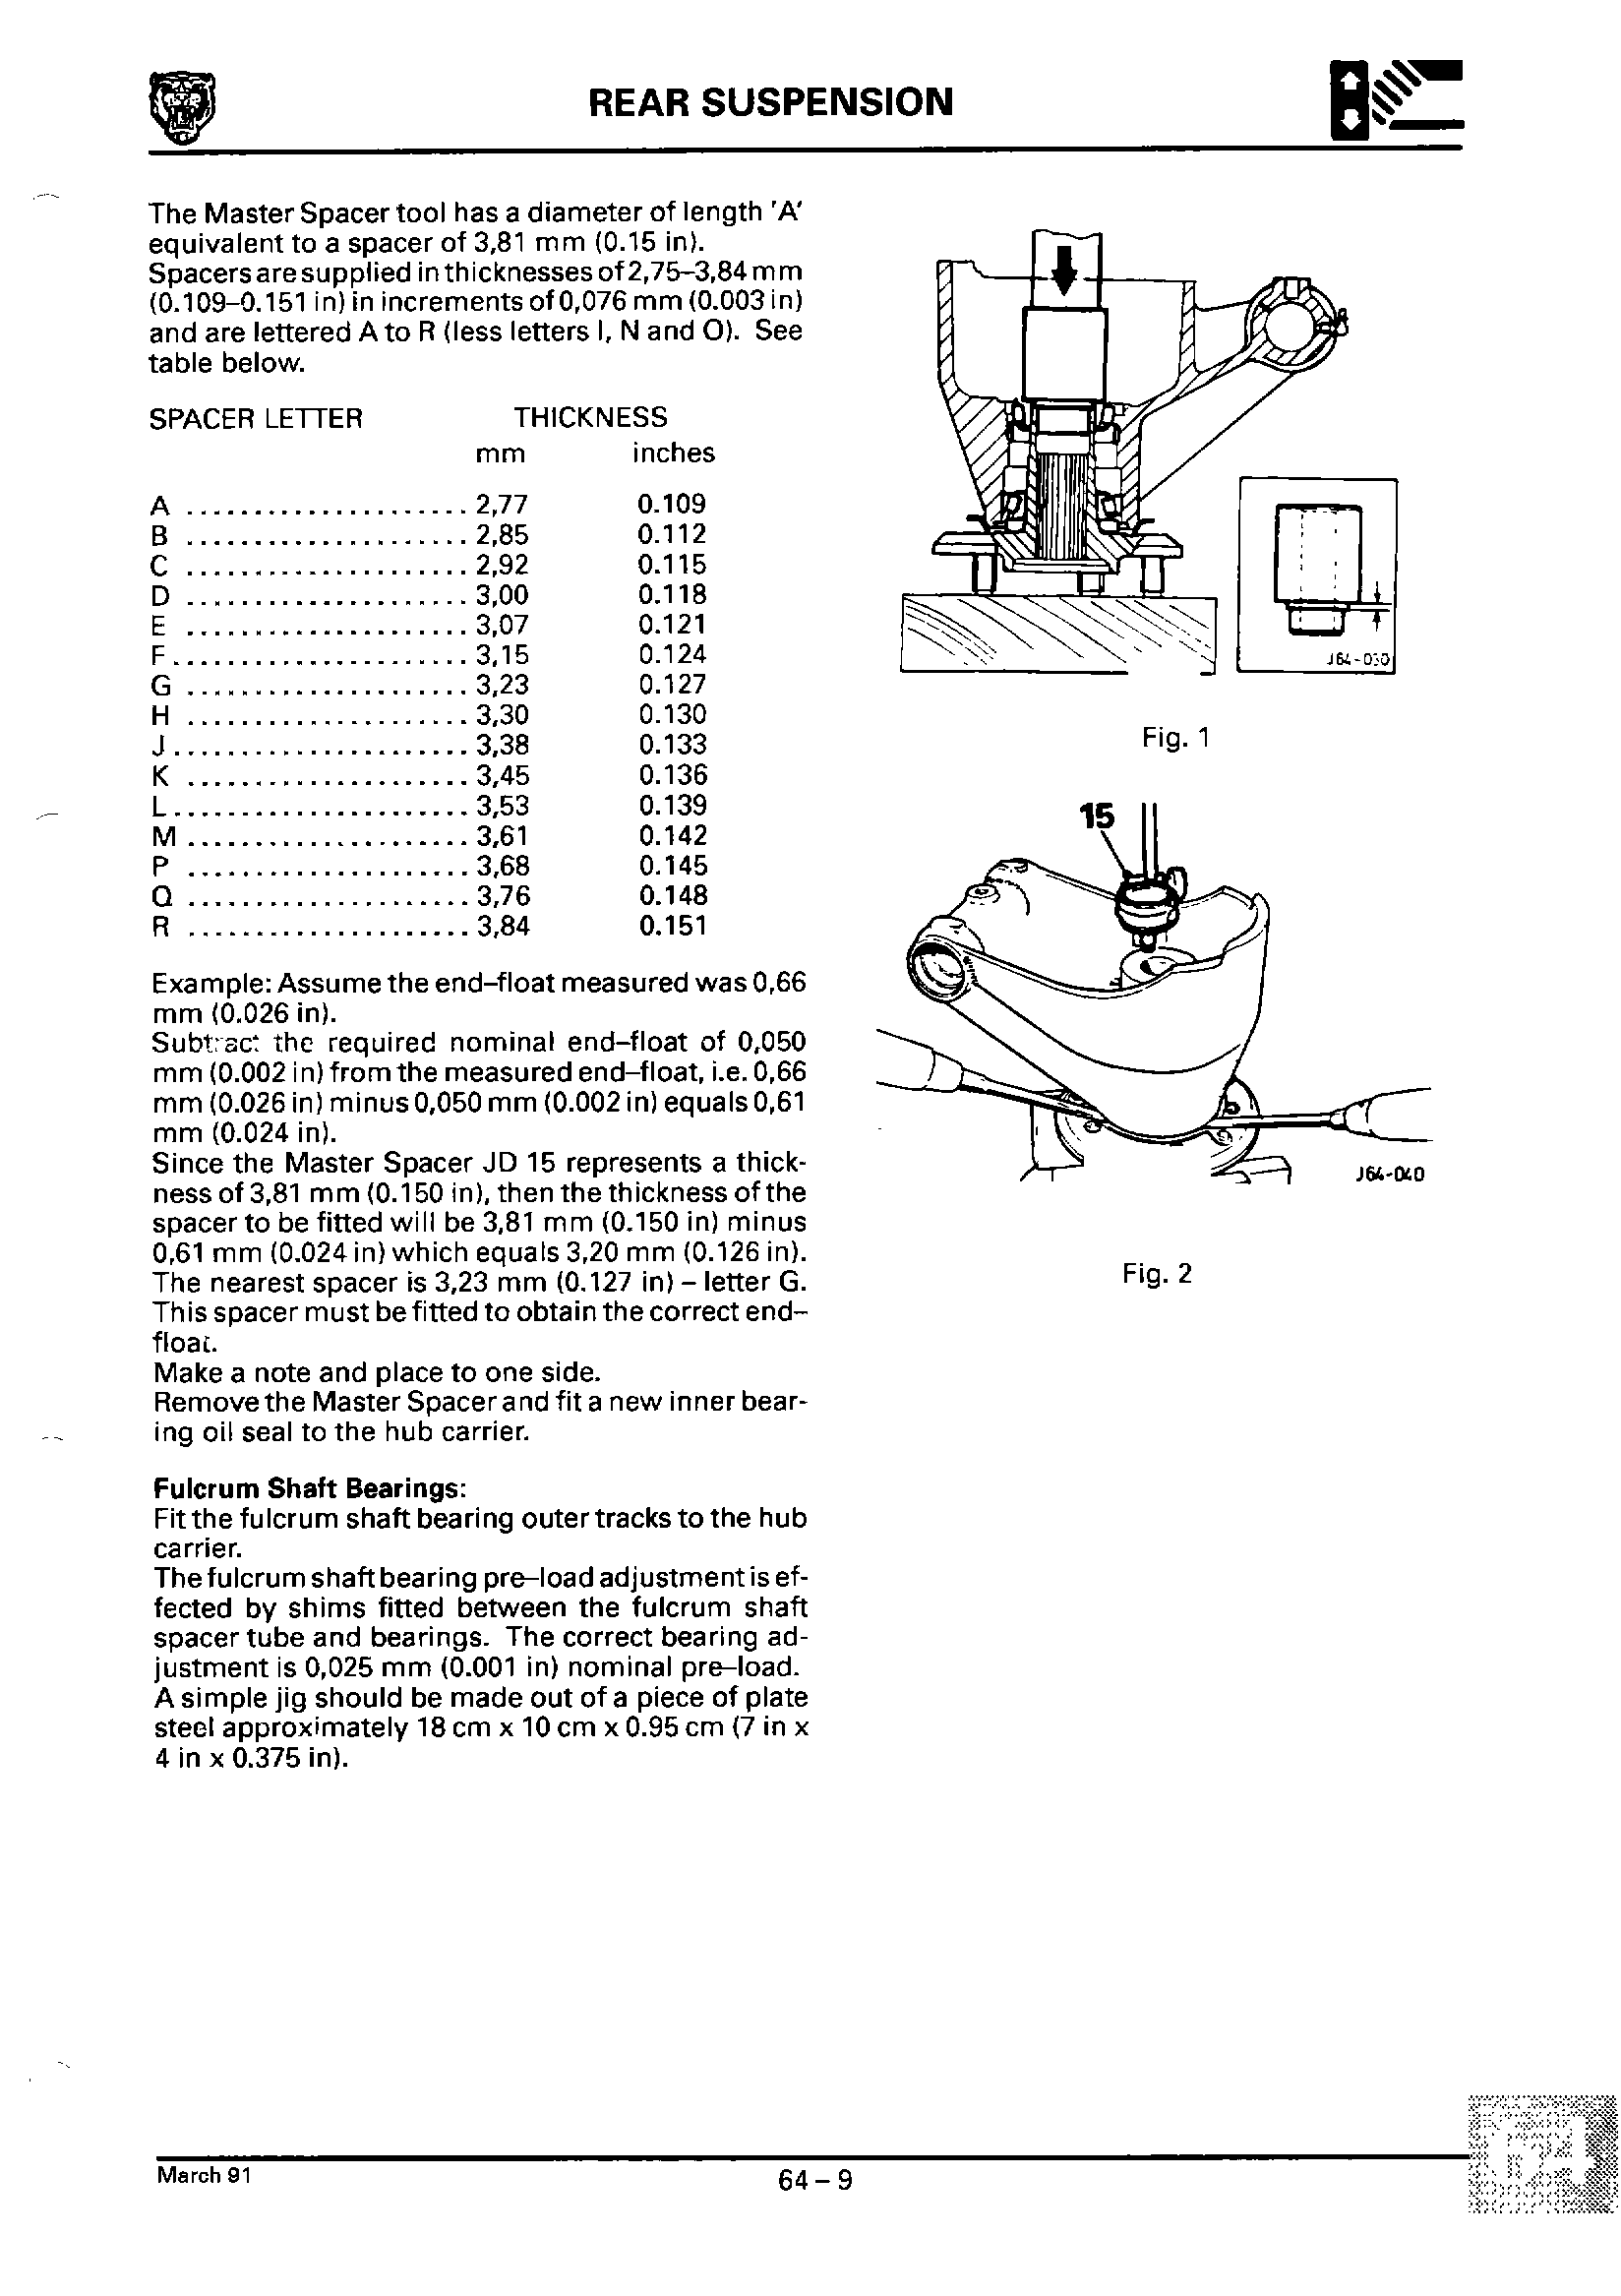 REAR SUSPENSION
The Master Spacer tool has a diameter of length 'A'
equivalent to a spacer of 3,81 mm (0.15 in).
Spacers are supplied in thicknesses of 2,75–3,84 mm
(0.109–0.151 in) in increments of 0,076 mm (0.003 in)
and are lettered A to R (less letters I, N and O). See
table below.
SPACER LETTER THICKNESS
mm inches
A ..................... 2,77 0.109
B ..................... 2,85 0.112
C ..................... 2,92 0.115
D ..................... 3,00 0.118
E ..................... 3,07 0.121
F...................... 3,15 0.124
G ..................... 3,23 0.127
H ..................... 3,30 0.130
J...................... 3,38 0.133
K ..................... 3,45 0.136
L...................... 3,53 0.139
M ..................... 3,61 0.142
P ..................... 3,68 0.145
Q ..................... 3,76 0.148
R ..................... 3,84 0.151
Example: Assume the end–float measured was 0,66
mm (0.026 in).
Subtract the required nominal end–float of 0,050
mm (0.002 in) from the measured end–float, i.e. 0,66
mm (0.026 in) minus 0,050 mm (0.002 in) equals 0,61
mm (0.024 in).
Since the Master Spacer JD 15 represents a thick-
ness of 3,81 mm (0.150 in), then the thickness of the
spacer to be fitted will be 3,81 mm (0.150 in) minus
0,61 mm (0.024 in) which equals 3,20 mm (0.126 in).
The nearest spacer is 3,23 mm (0.127 in) – letter G.
This spacer must be fitted to obtain the correct end–
float.
Make a note and place to one side.
Remove the Master Spacer and fit a new inner bear-
ing oil seal to the hub carrier.
Fulcrum Shaft Bearings:
Fit the fulcrum shaft bearing outer tracks to the hub
carrier.
The fulcrum shaft bearing pre–load adjustment is ef-
fected by shims fitted between the fulcrum shaft
spacer tube and bearings. The correct bearing ad-
justment is 0,025 mm (0.001 in) nominal pre–load.
A simple jig should be made out of a piece of plate
steel approximately 18 cm x 10 cm x 0.95 cm (7 in x
4 in x 0.375 in).
J64-030
Fig. 1
15
J64-040
Fig. 2
March 91
64 – 9
64